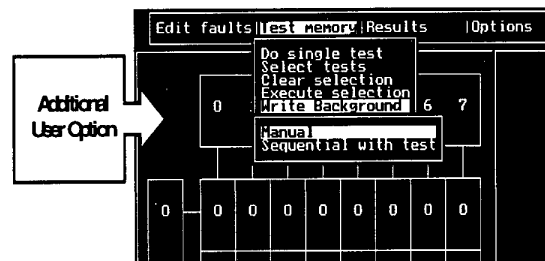 Edit faults|Test memory|Results |Options
Do single test
Select tests
Clear selection
Execute selection
Write Background
Manual
Sequential with test
Additional
User Option
0 6 7
0 0 0 0 0 0 0 0